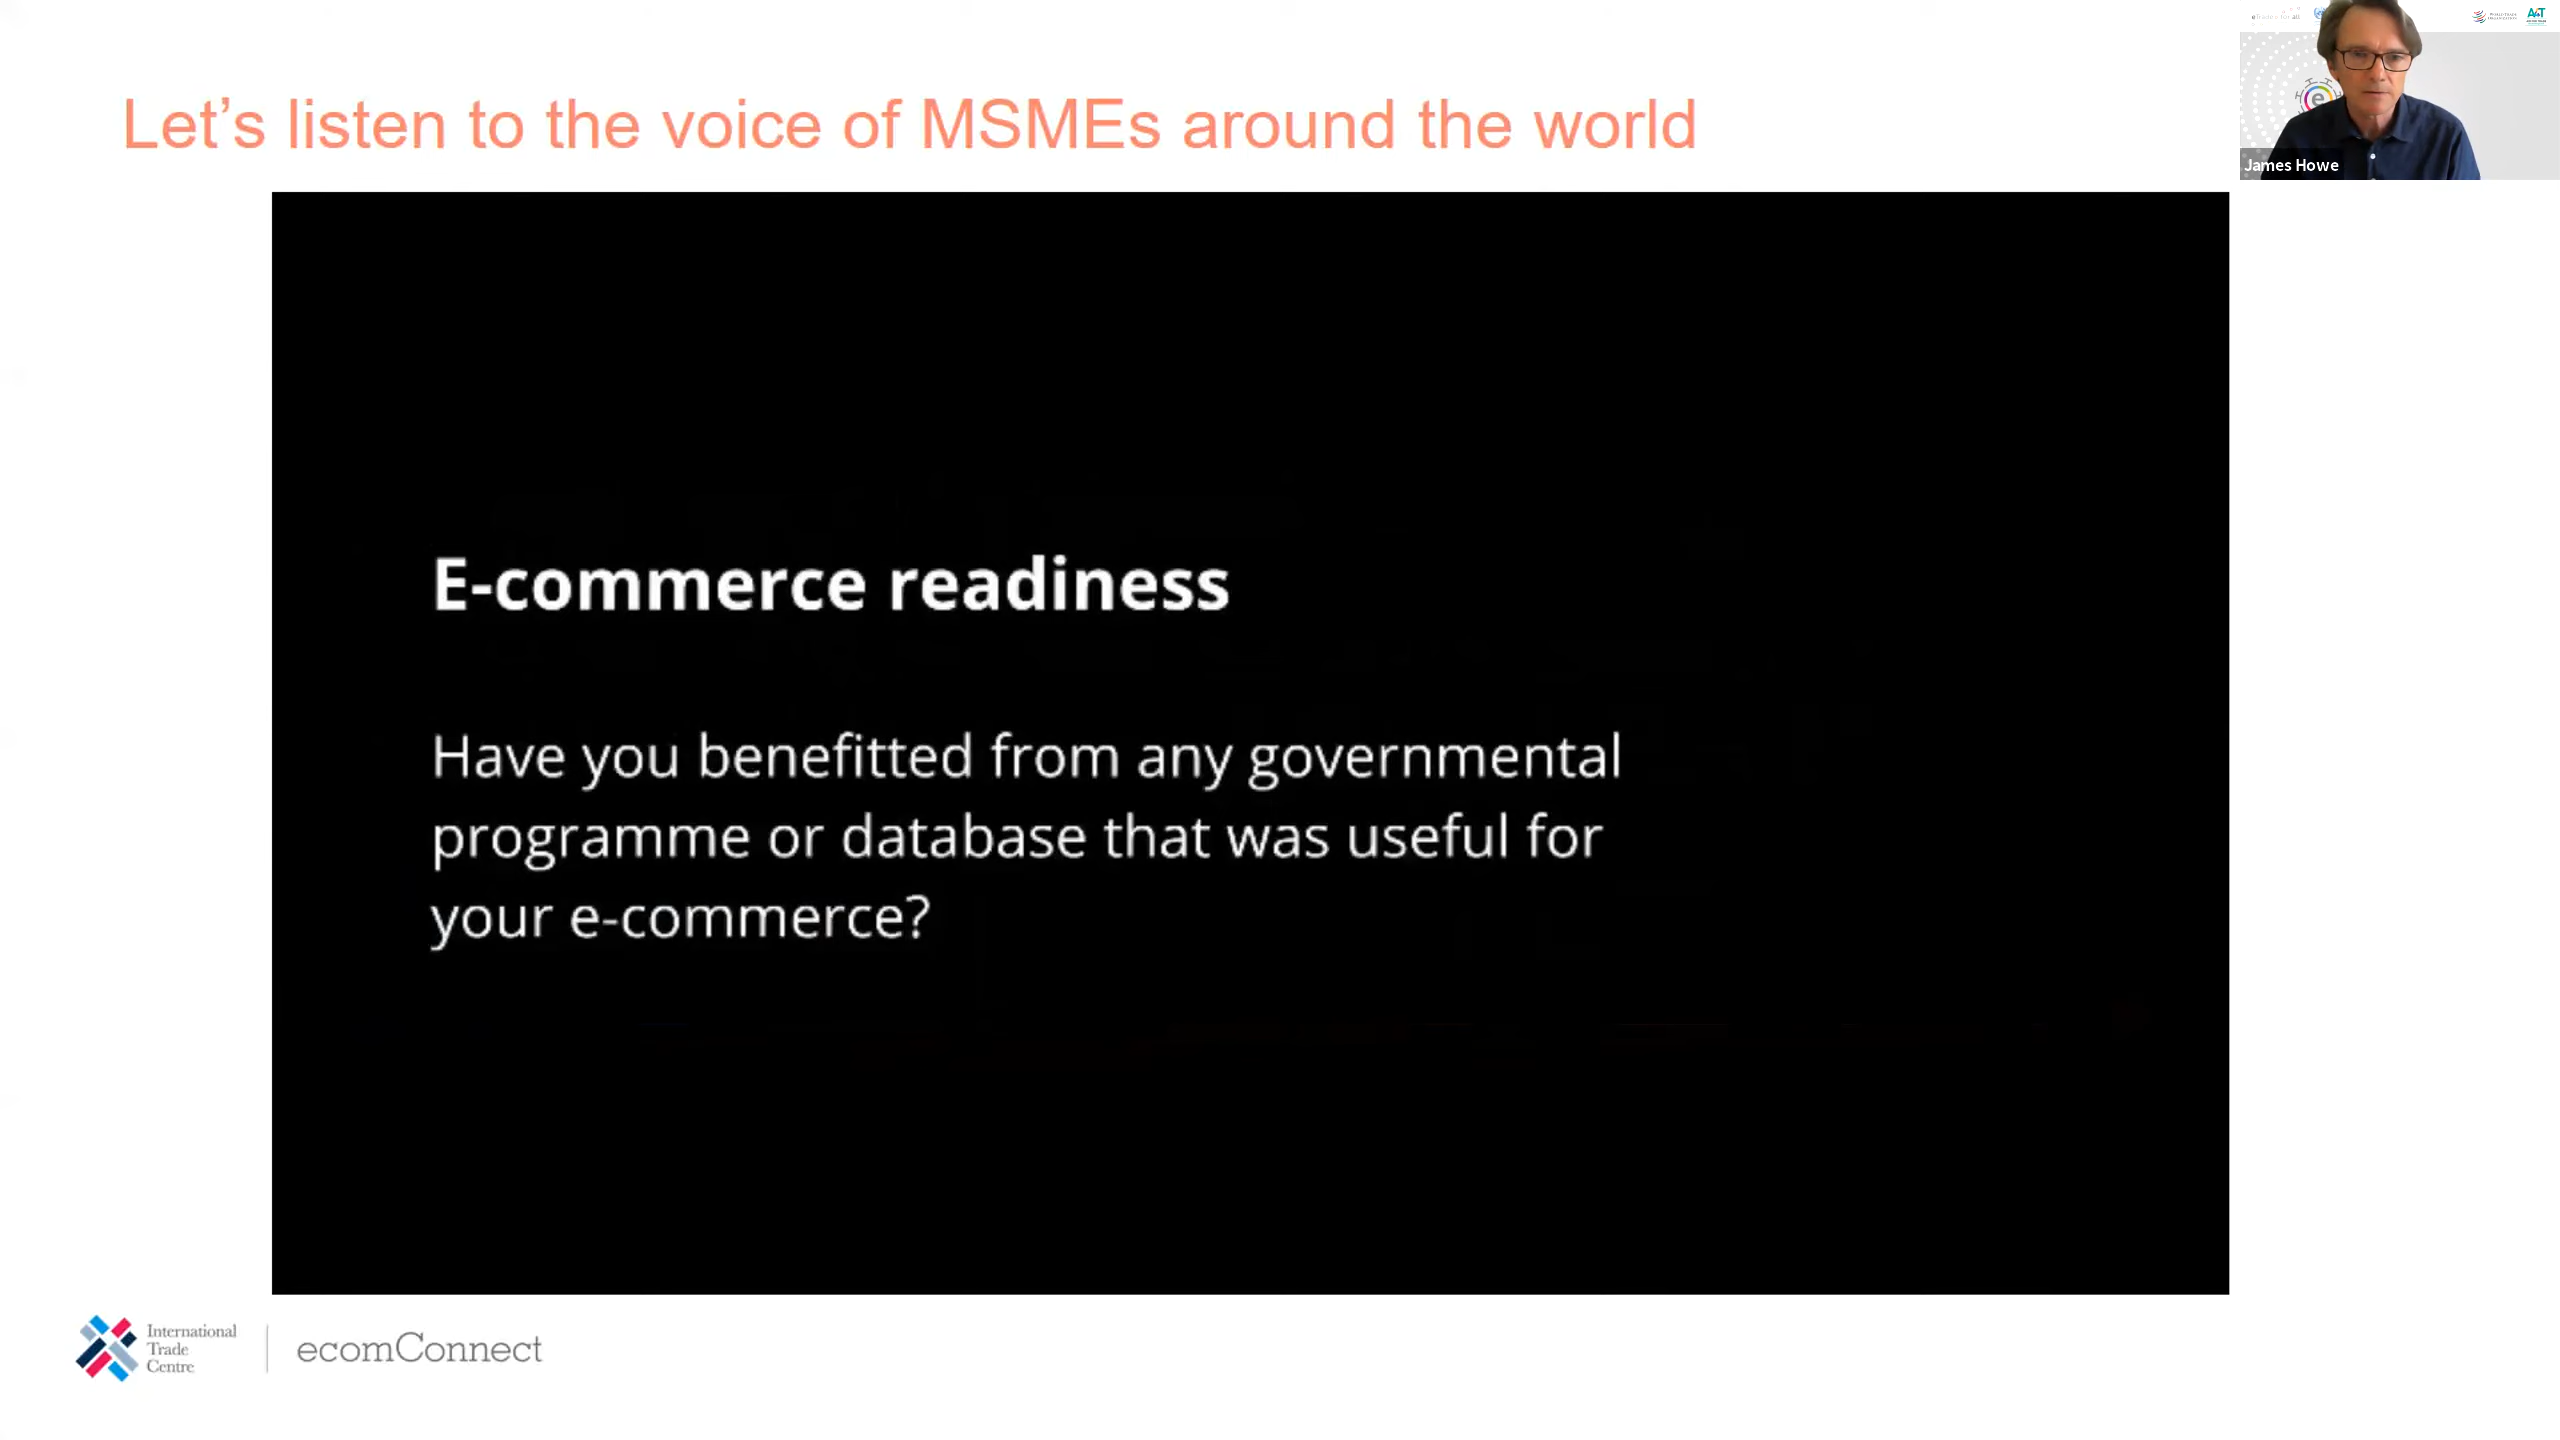 Let’s listen to the voice of MSMEs around the world
James Howe
E-commerce readiness
Have you benefitted from any governmental
programme or database that was useful for
your e-commerce?
International
Trade
Centre
ecomConnect